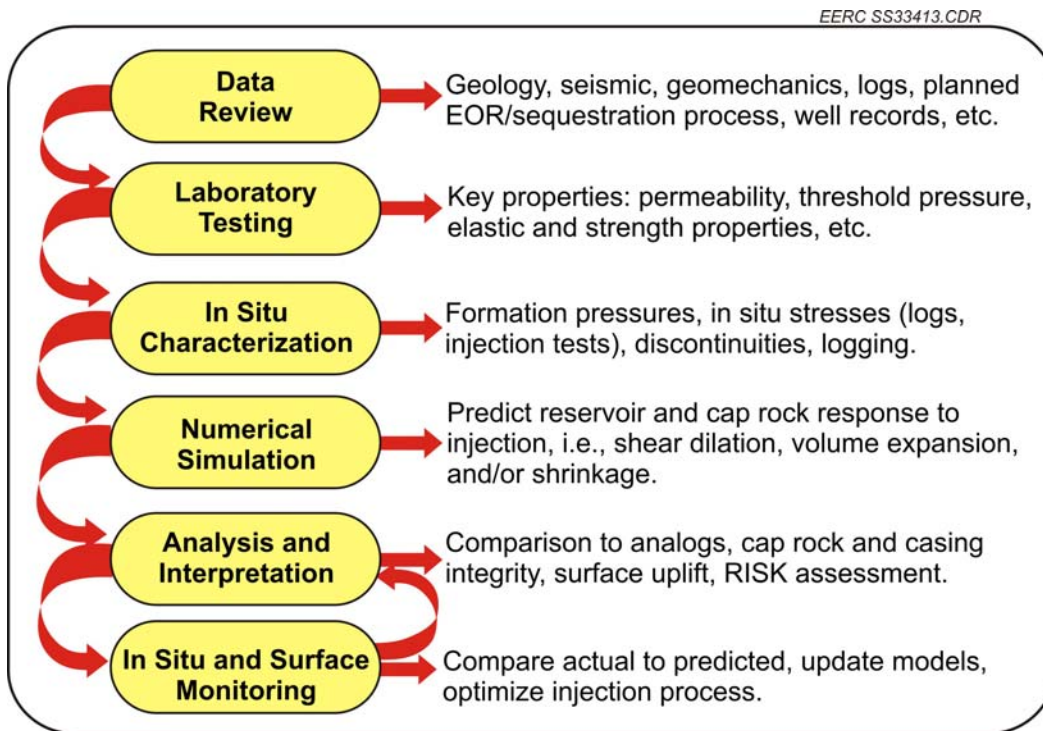 EERC SS33413.CDR
Data
Review
Geology, seismic, geomechanics, logs, planned
EOR/sequestration process, well records, etc.
Laboratory
Testing
Key properties: permeability, threshold pressure,
elastic and strength properties, etc.
In Situ
Characterization
Formation pressures, in situ stresses (logs,
injection tests), discontinuities, logging.
Numerical
Simulation
Predict reservoir and cap rock response to
injection, i.e., shear dilation, volume expansion,
and/or shrinkage.
Analysis and
Interpretation
Comparison to analogs, cap rock and casing
integrity, surface uplift, RISK assessment.
In Situ and Surface
Monitoring
Compare actual to predicted, update models,
optimize injection process.